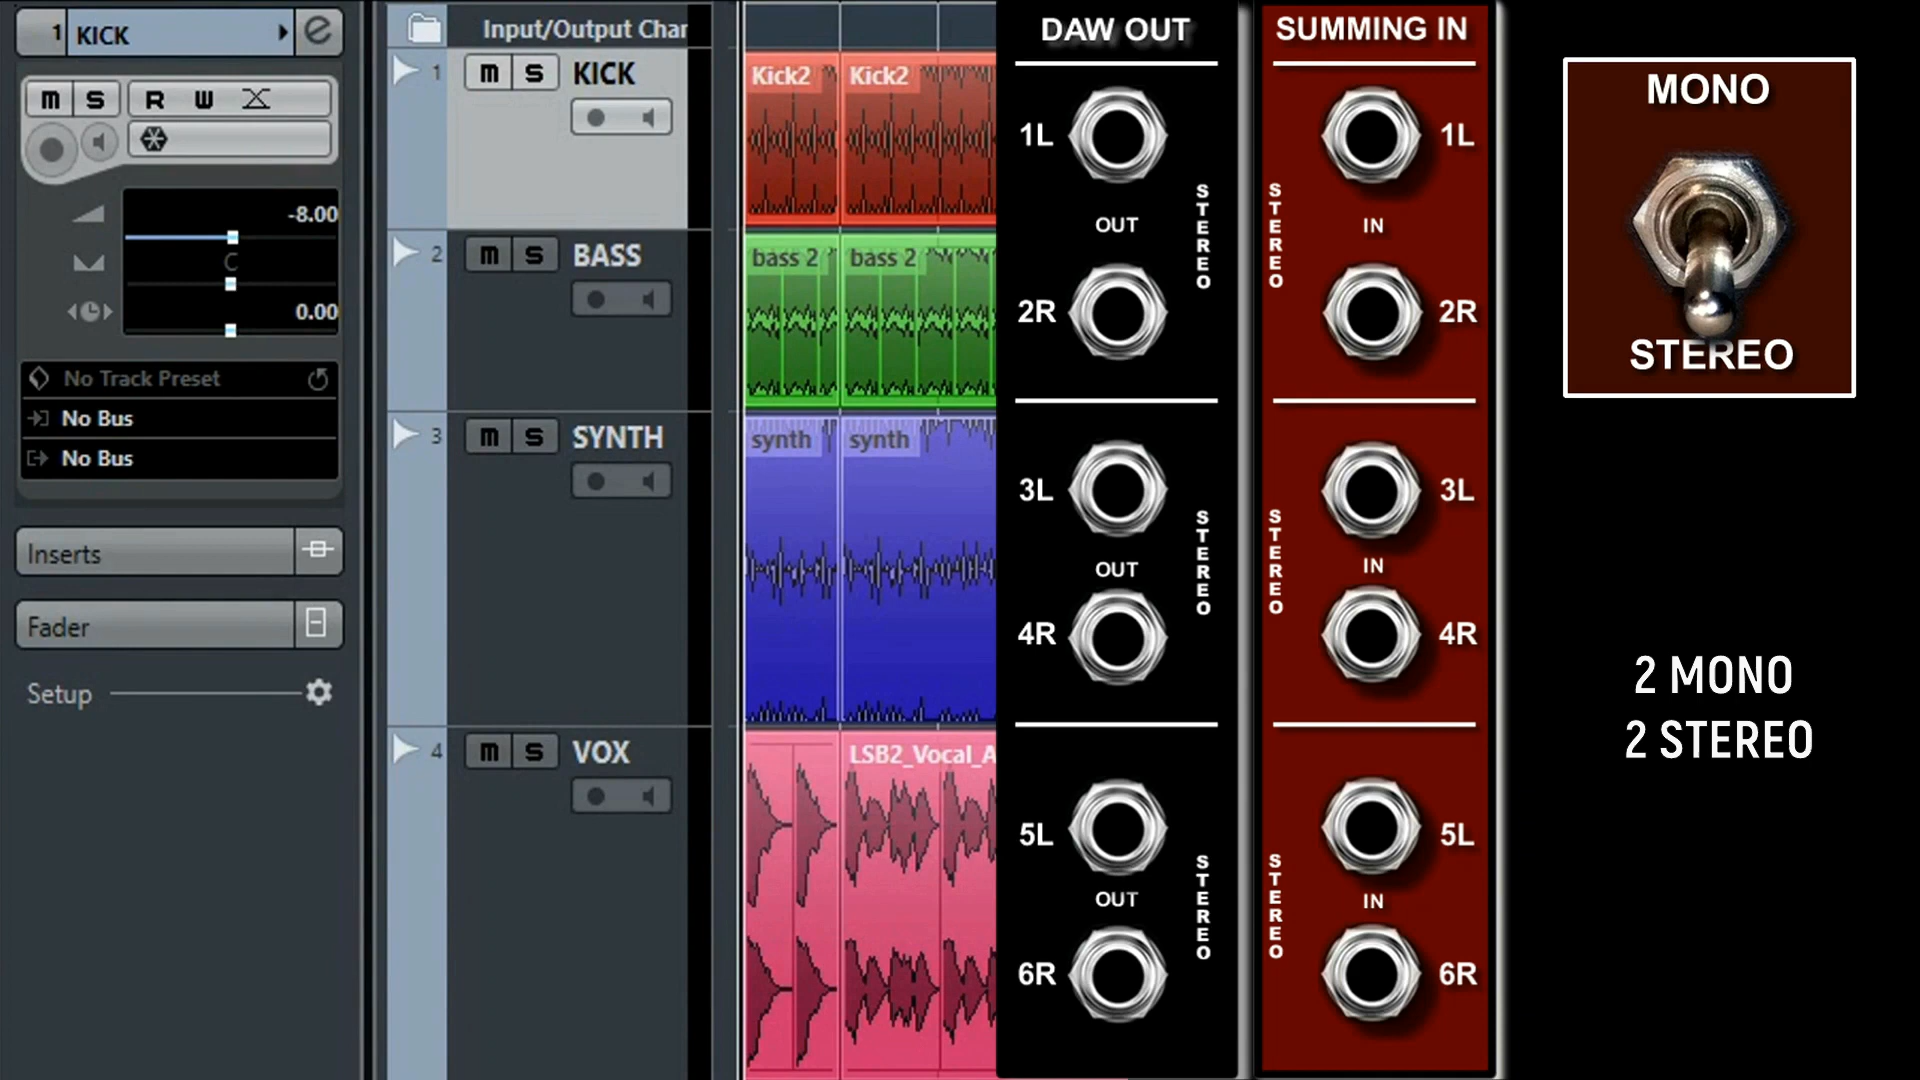 1 KICK
M S R W
-8.00
C
0.00
No Track Preset
No Bus
No Bus
Inserts
Fader
Setup
Input/Output Char
1 M S KICK
2 M S BASS
3 M S SYNTH
4 M S VOX
Kick2 Kick2
bass 2 bass 2
synth synth
LSB2_Vocal_A
DAW OUT
1L
OUT
STEREO
2R
3L
OUT
STEREO
4R
5L
OUT
STEREO
6R
SUMMING IN
1L
STEREO
IN
2R
3L
STEREO
IN
4R
5L
STEREO
IN
6R
MONO
STEREO
2 MONO
2 STEREO